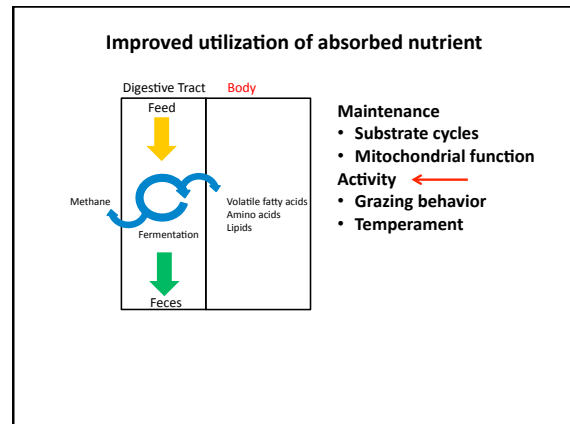 Improved utilization of absorbed nutrient
Digestive Tract Body
Feed
Methane
Fermentation
Volatile fatty acids
Amino acids
Lipids
Feces
Maintenance
• Substrate cycles
• Mitochondrial function
Activity
• Grazing behavior
• Temperament